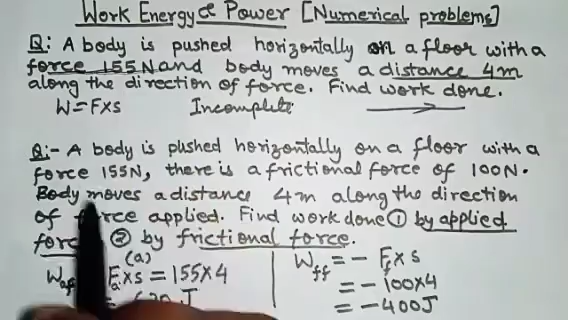 Work Energy & Power [Numerical problems]
Q:- A body is pushed horizontally on a floor with a
force 155N and body moves a distance 4m
along the direction of force. Find work done.
W=F×s Incomplete
Q:- A body is pushed horizontally on a floor with a
force 155N, there is a frictional force of 100N.
Body moves a distance 4m along the direction
of force applied. Find work done ① by applied
force ② by frictional force.
(a)
F_a×s = 155×4
J
W_ff = - F_f×s
= -100×4
= -400J